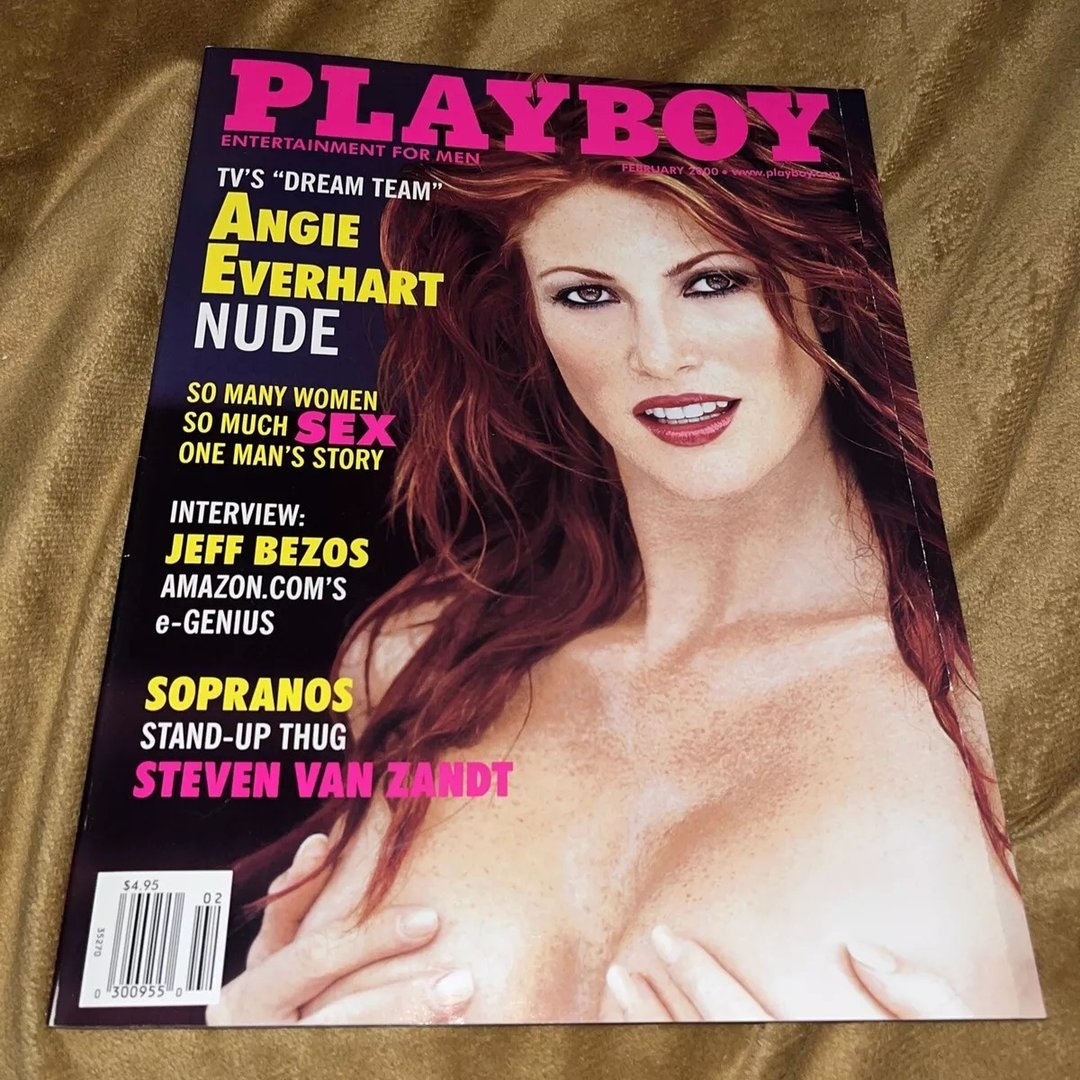 PLAYBOY
ENTERTAINMENT FOR MEN
FEBRUARY 2000 • www.playboy.com
TV'S "DREAM TEAM"
ANGIE
EVERHART
NUDE
SO MANY WOMEN
SO MUCH SEX
ONE MAN'S STORY
INTERVIEW:
JEFF BEZOS
AMAZON.COM'S
e-GENIUS
SOPRANOS
STAND-UP THUG
STEVEN VAN ZANDT
$4.95
02
35270
0 300955 0